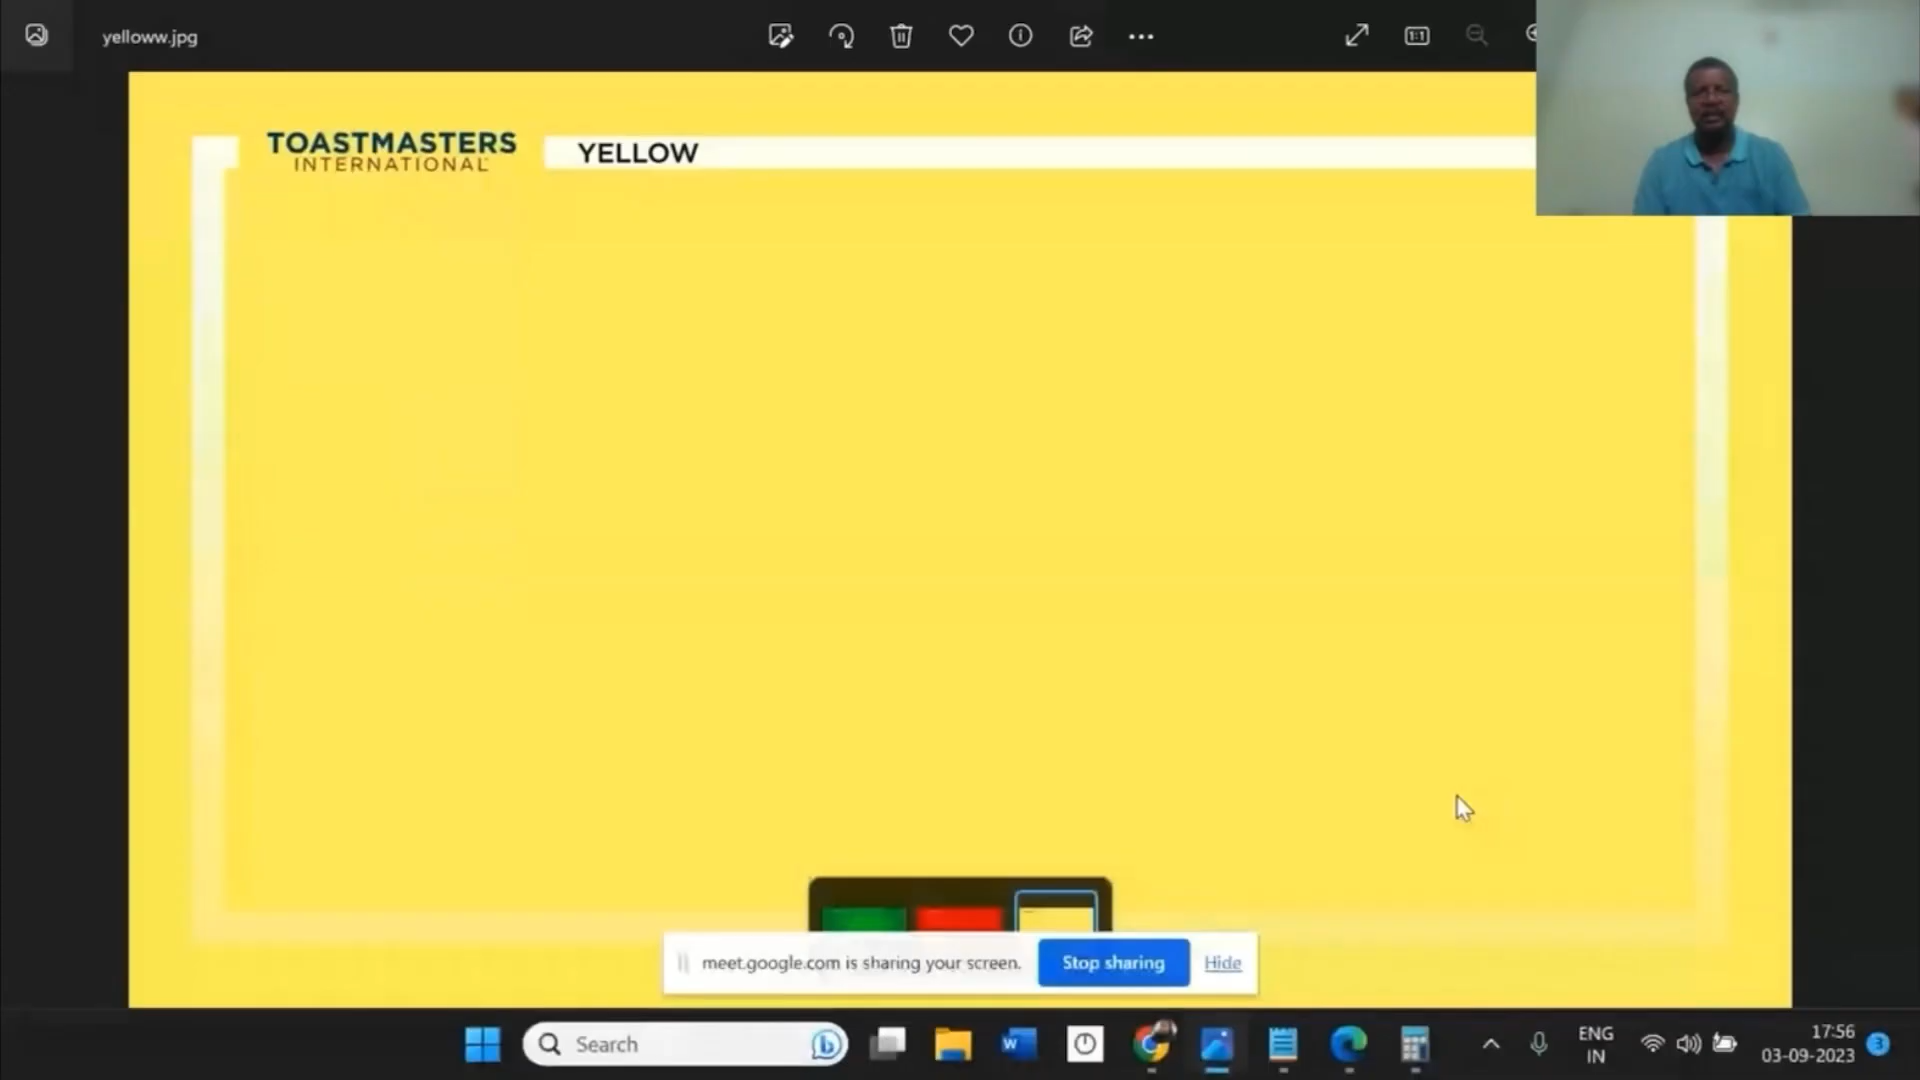 yelloww.jpg
TOASTMASTERS
INTERNATIONAL
YELLOW
meet.google.com is sharing your screen.
Stop sharing
Hide
Search
ENG
IN
17:56
03-09-2023
3